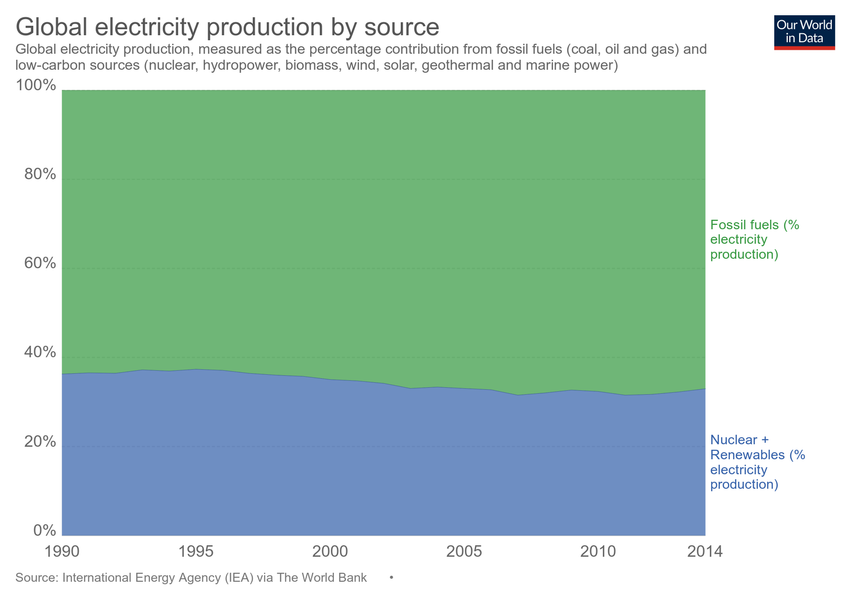 Global electricity production by source
Our World
in Data
Global electricity production, measured as the percentage contribution from fossil fuels (coal, oil and gas) and
low-carbon sources (nuclear, hydropower, biomass, wind, solar, geothermal and marine power)
100%
80%
60%
40%
20%
0%
Fossil fuels (%
electricity
production)
Nuclear +
Renewables (%
electricity
production)
1990 1995 2000 2005 2010 2014
Source: International Energy Agency (IEA) via The World Bank •